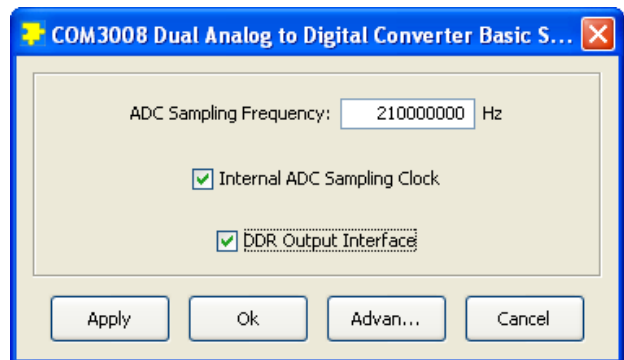 COM3008 Dual Analog to Digital Converter Basic S...
ADC Sampling Frequency: 210000000 Hz
Internal ADC Sampling Clock
DDR Output Interface
Apply Ok Advan... Cancel